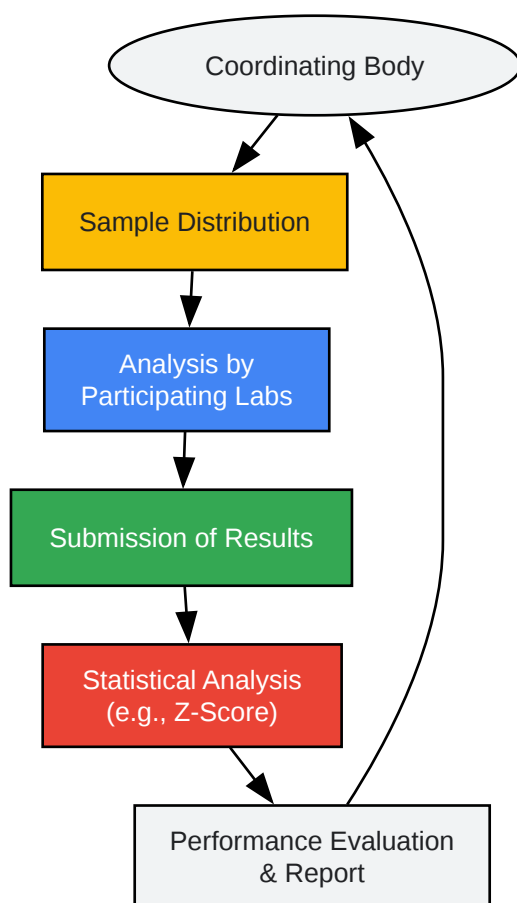 Coordinating Body
Sample Distribution
Analysis by
Participating Labs
Submission of Results
Statistical Analysis
(e.g., Z-Score)
Performance Evaluation
& Report